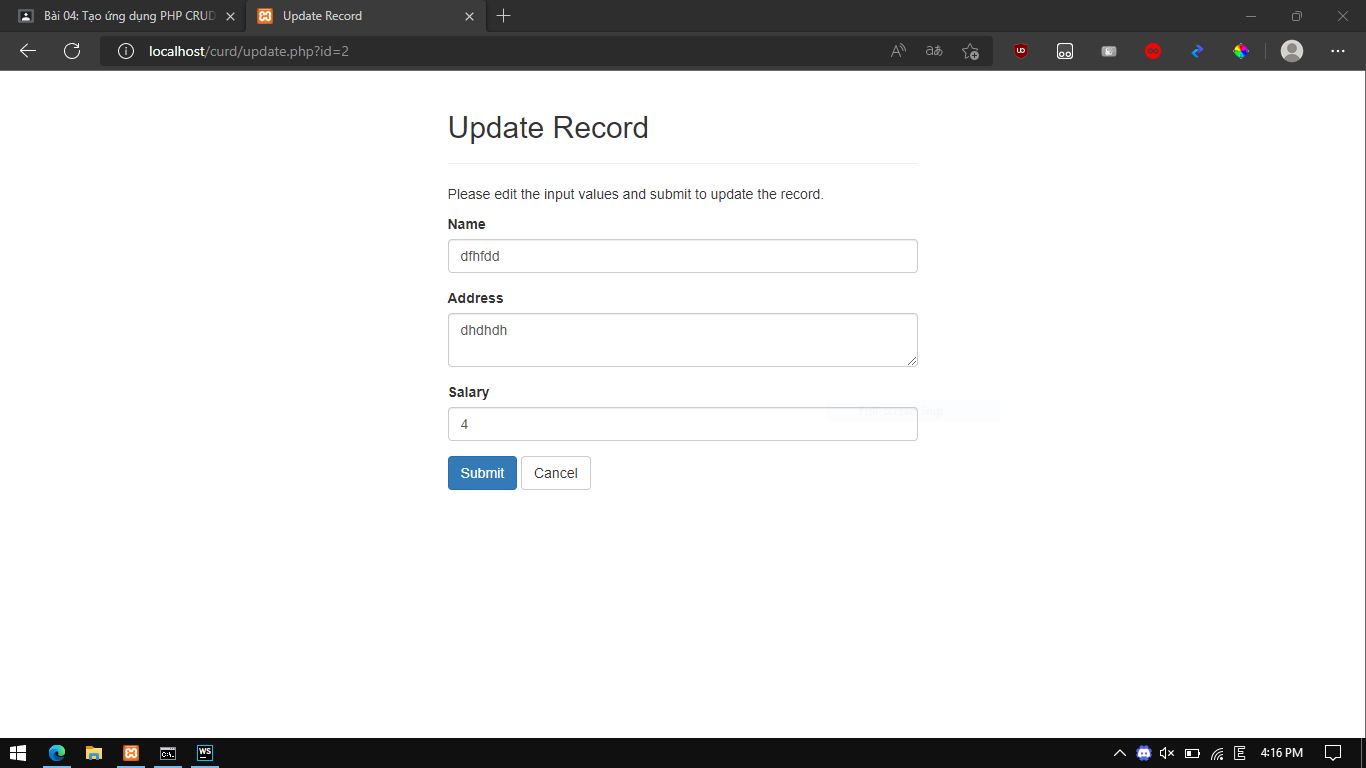 Bài 04: Tạo ứng dụng PHP CRUD
Update Record
localhost/curd/update.php?id=2
Update Record
Please edit the input values and submit to update the record.
Name
dfhfdd
Address
dhdhdh
Salary
4
Submit Cancel
4:16 PM